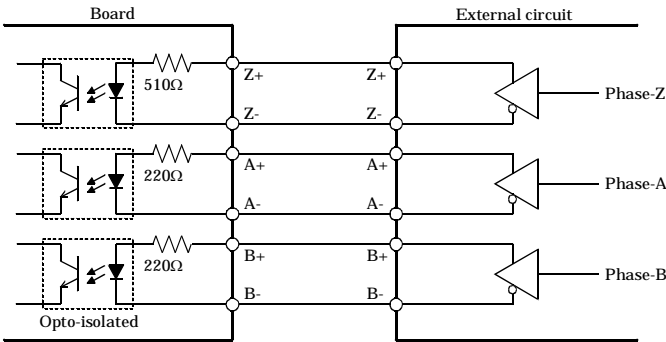 Board
External circuit
510Ω
Z+
Z+
Phase-Z
Z-
Z-
220Ω
A+
A+
Phase-A
A-
A-
220Ω
B+
B+
Phase-B
B-
B-
Opto-isolated